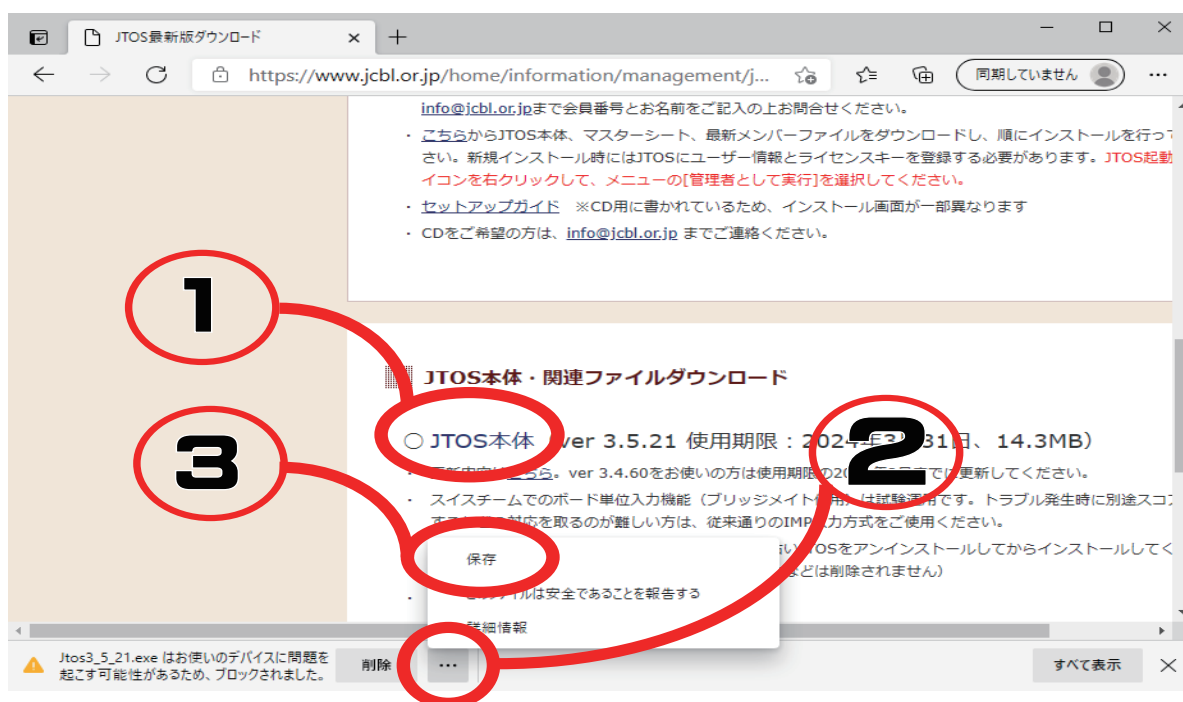 JTOS最新版ダウンロード
https://www.jcbl.or.jp/home/information/management/j...
同期していません
info@jcbl.or.jpまで会員番号とお名前をご記入の上お問合せください。
・こちらからJTOS本体、マスターシート、最新メンバーファイルをダウンロードし、順にインストールを行って
さい。新規インストール時にはJTOSにユーザー情報とライセンスキーを登録する必要があります。JTOS起動
イコンを右クリックして、メニューの[管理者として実行]を選択してください。
・セットアップガイド ※CD用に書かれているため、インストール画面が一部異なります
・CDをご希望の方は、info@jcbl.or.jp までご連絡ください。
1
JTOS本体・関連ファイルダウンロード
2
3
○ JTOS本体 ver 3.5.21 使用期限：2024年3月31日、14.3MB）
こちら。ver 3.4.60をお使いの方は使用期限の2 までに更新してください。
・スイスチームでのボード単位入力機能（ブリッジメイト使用）は試験運用です。トラブル発生時に別途スコア
対応を取るのが難しい方は、従来通りのIMP入力方式をご使用ください。
JTOSをアンインストールしてからインストールしてく
などは削除されません）
保存
このファイルは安全であることを報告する
詳細情報
Jtos3_5_21.exe はお使いのデバイスに問題を
起こす可能性があるため、ブロックされました。
削除
...
すべて表示